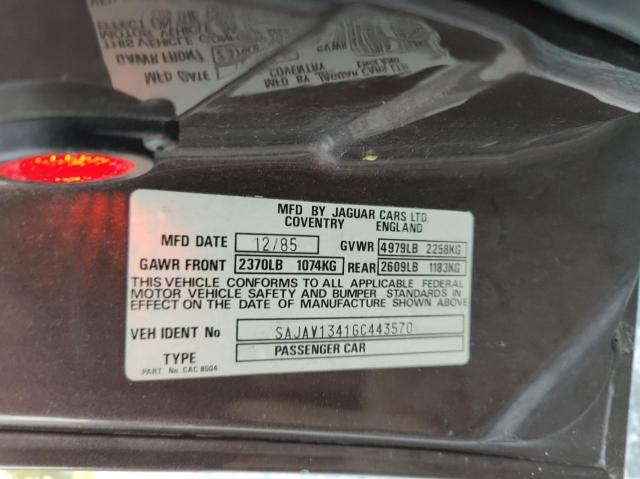 MFD BY JAGUAR CARS LTD.
COVENTRY ENGLAND
MFD DATE 12/85 GVWR 4979LB 2258KG
GAWR FRONT 2370LB 1074KG REAR 2609LB 1183KG
THIS VEHICLE CONFORMS TO ALL APPLICABLE FEDERAL
MOTOR VEHICLE SAFETY AND BUMPER STANDARDS IN
EFFECT ON THE DATE OF MANUFACTURE SHOWN ABOVE
VEH IDENT No SAJAV1341GC443570
TYPE PASSENGER CAR
PART No CAC 8504